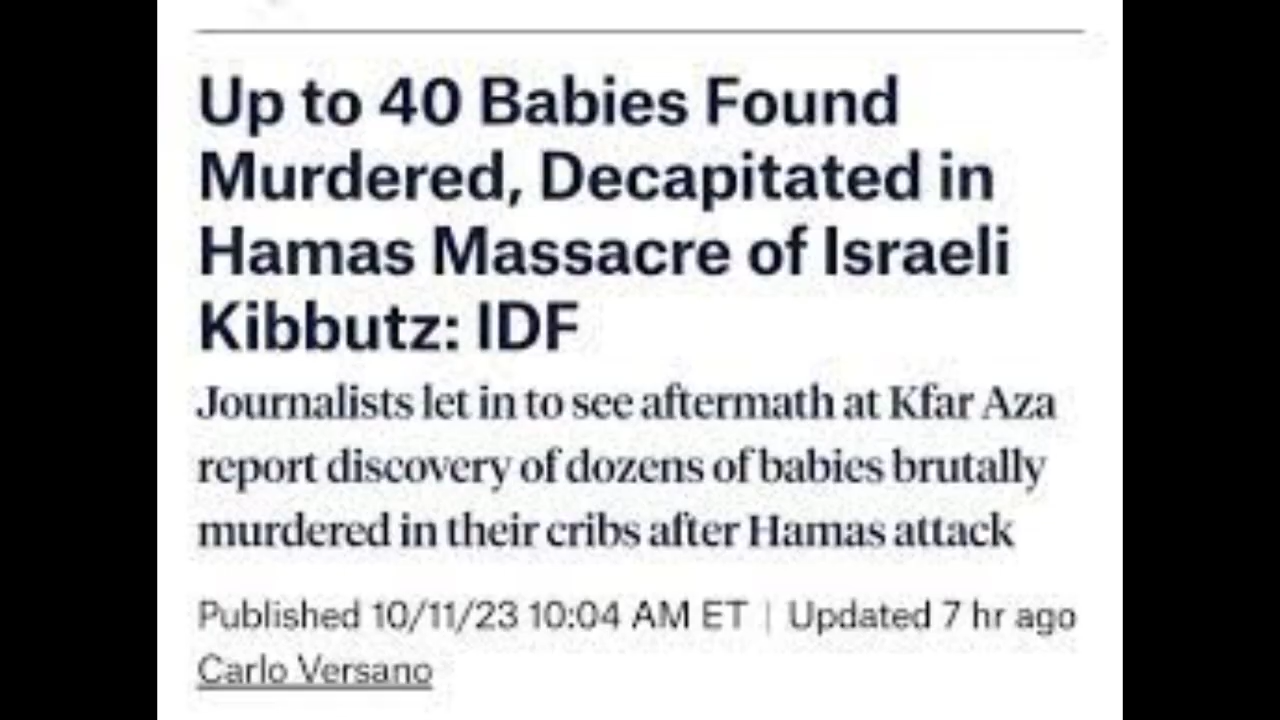 Up to 40 Babies Found
Murdered, Decapitated in
Hamas Massacre of Israeli
Kibbutz: IDF
Journalists let in to see aftermath at Kfar Aza
report discovery of dozens of babies brutally
murdered in their cribs after Hamas attack
Published 10/11/23 10:04 AM ET | Updated 7 hr ago
Carlo Versano